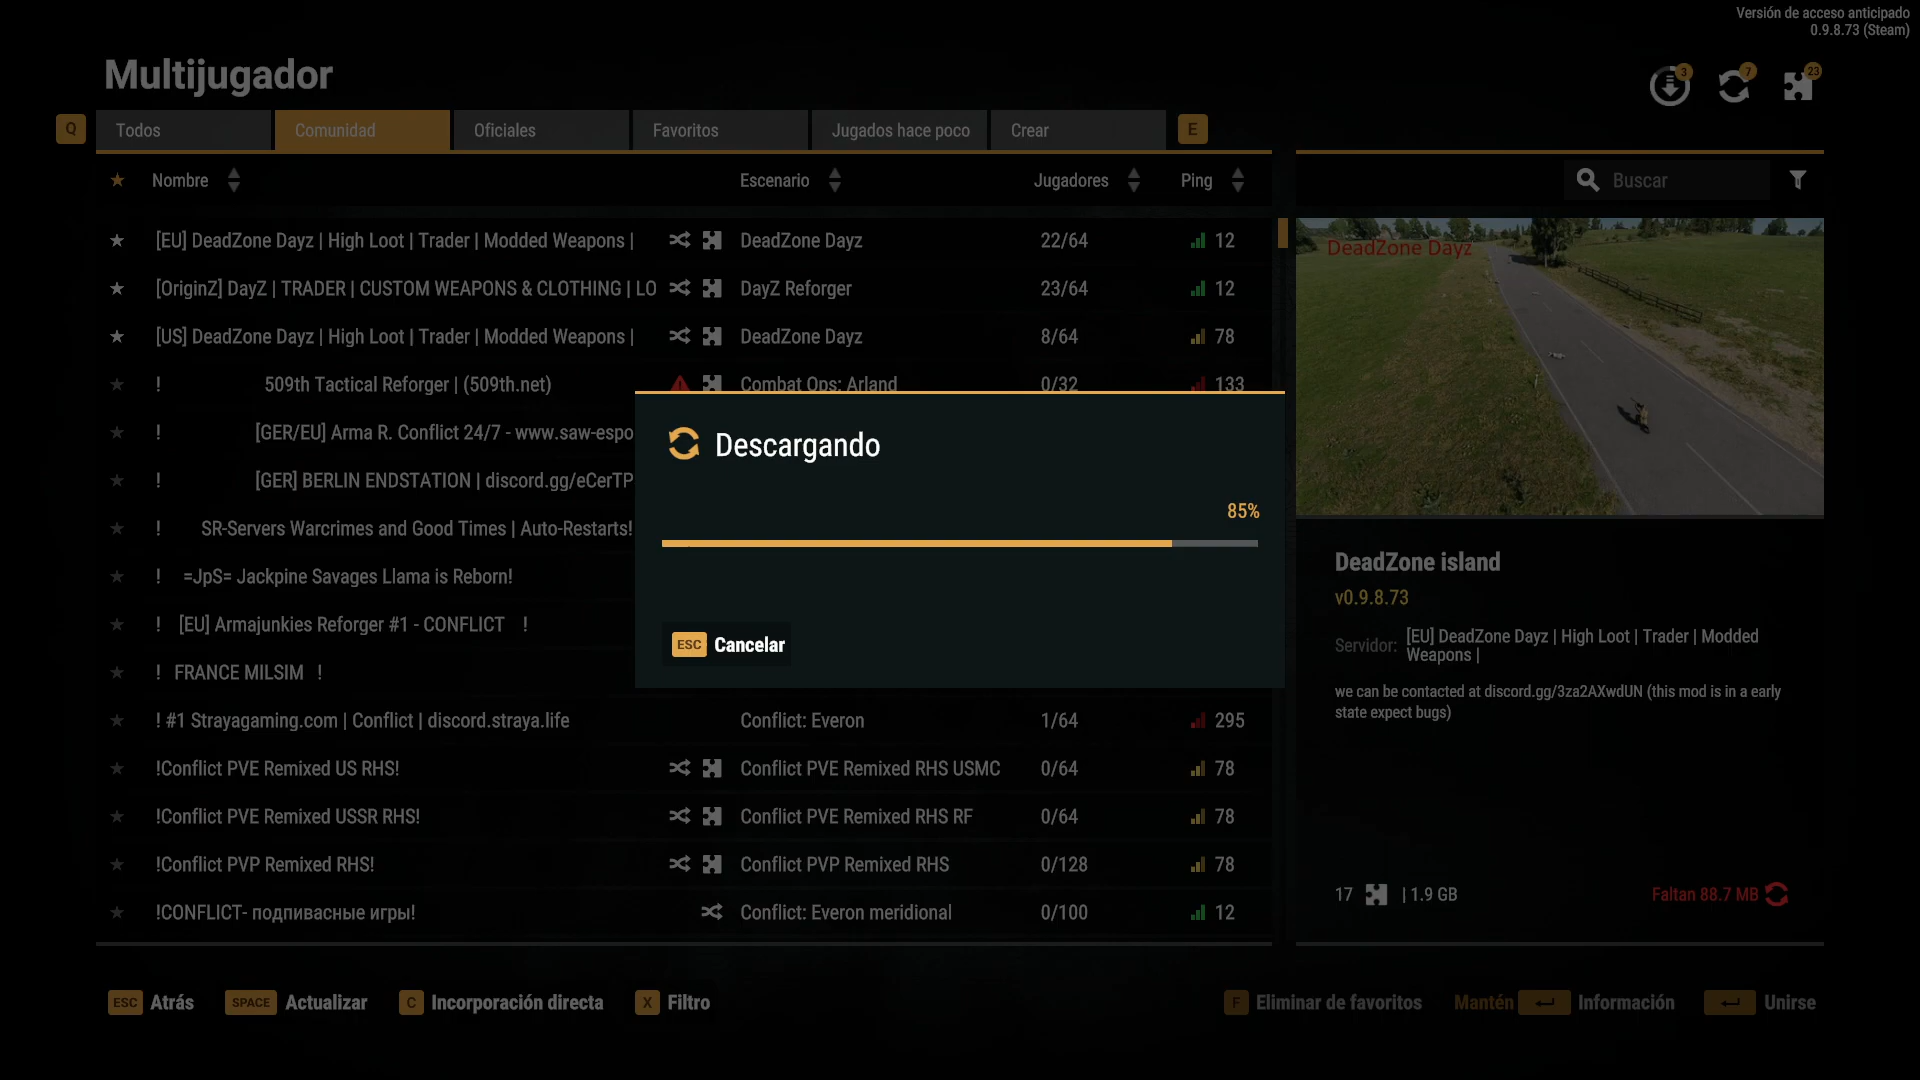 Versión de acceso anticipado
0.9.8.73 (Steam)
Multijugador
3
7
23
Q
Todos
Comunidad
Oficiales
Favoritos
Jugados hace poco
Crear
E
Nombre
Escenario
Jugadores
Ping
Buscar
[EU] DeadZone Dayz | High Loot | Trader | Modded Weapons | DeadZone Dayz 22/64 12
[OriginZ] DayZ | TRADER | CUSTOM WEAPONS & CLOTHING | LO DayZ Reforger 23/64 12
[US] DeadZone Dayz | High Loot | Trader | Modded Weapons | DeadZone Dayz 8/64 78
! 509th Tactical Reforger | (509th.net) Combat Ops: Arland 0/32 133
! [GER/EU] Arma R. Conflict 24/7 - www.saw-espo
! [GER] BERLIN ENDSTATION | discord.gg/eCerTP
! SR-Servers Warcrimes and Good Times | Auto-Restarts!
! =JpS= Jackpine Savages Llama is Reborn!
! [EU] Armajunkies Reforger #1 - CONFLICT !
! FRANCE MILSIM !
! #1 Strayagaming.com | Conflict | discord.straya.life Conflict: Everon 1/64 295
!Conflict PVE Remixed US RHS! Conflict PVE Remixed RHS USMC 0/64 78
!Conflict PVE Remixed USSR RHS! Conflict PVE Remixed RHS RF 0/64 78
!Conflict PVP Remixed RHS! Conflict PVP Remixed RHS 0/128 78
!CONFLICT- подпивасные игры! Conflict: Everon meridional 0/100 12
Descargando
85%
ESC Cancelar
DeadZone Dayz
DeadZone island
v0.9.8.73
Servidor: [EU] DeadZone Dayz | High Loot | Trader | Modded
Weapons |
we can be contacted at discord.gg/3za2AXwdUN (this mod is in a early
state expect bugs)
17 | 1.9 GB
Faltan 88.7 MB
ESC Atrás
SPACE Actualizar
C Incorporación directa
X Filtro
F Eliminar de favoritos
Mantén Información
Unirse